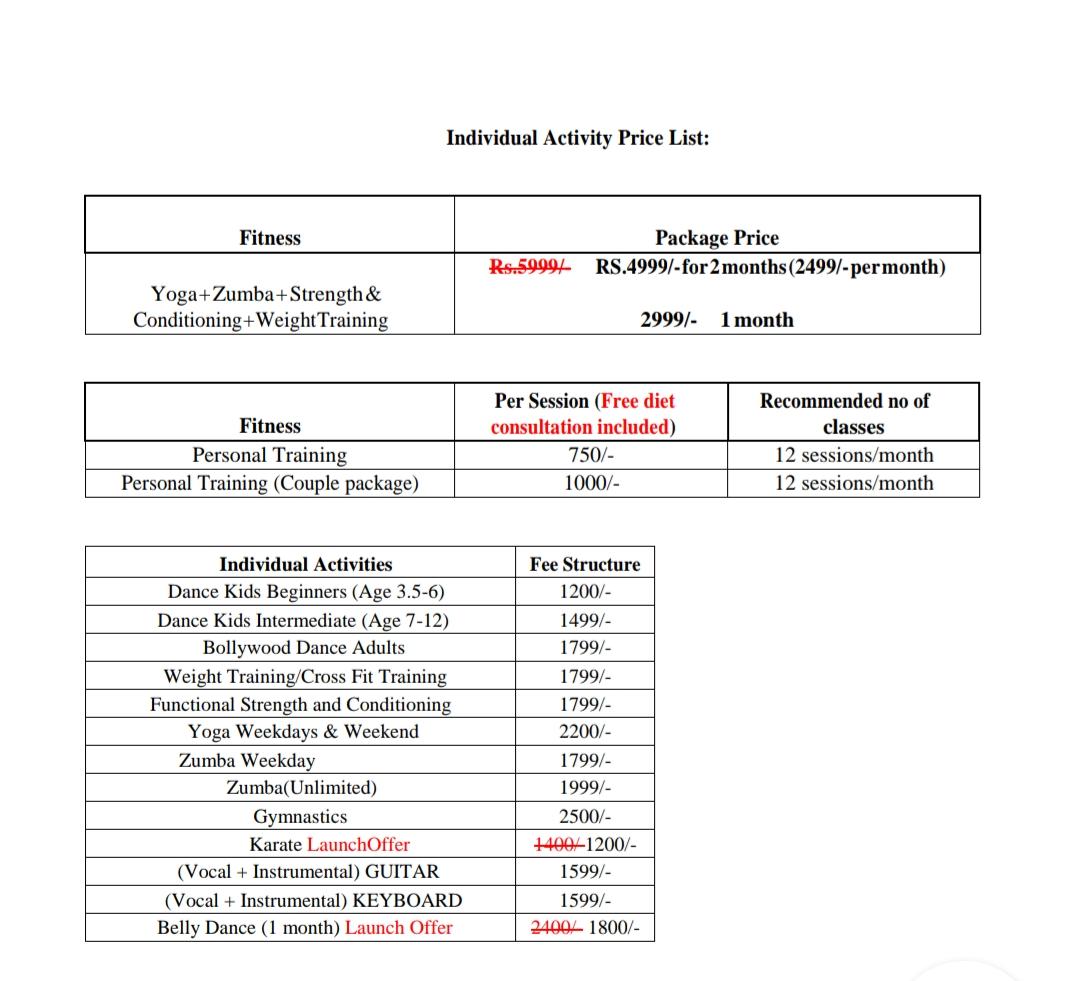 Individual Activity Price List:
Fitness
Package Price
Rs.5999/- RS.4999/-for2months(2499/-permonth)
Yoga+Zumba+Strength&
Conditioning+WeightTraining
2999/- 1month
Fitness
Per Session (Free diet
consultation included)
Recommended no of
classes
Personal Training 750/- 12 sessions/month
Personal Training (Couple package) 1000/- 12 sessions/month
Individual Activities Fee Structure
Dance Kids Beginners (Age 3.5-6) 1200/-
Dance Kids Intermediate (Age 7-12) 1499/-
Bollywood Dance Adults 1799/-
Weight Training/Cross Fit Training 1799/-
Functional Strength and Conditioning 1799/-
Yoga Weekdays & Weekend 2200/-
Zumba Weekday 1799/-
Zumba(Unlimited) 1999/-
Gymnastics 2500/-
Karate LaunchOffer 1400/-1200/-
(Vocal + Instrumental) GUITAR 1599/-
(Vocal + Instrumental) KEYBOARD 1599/-
Belly Dance (1 month) Launch Offer 2400/- 1800/-